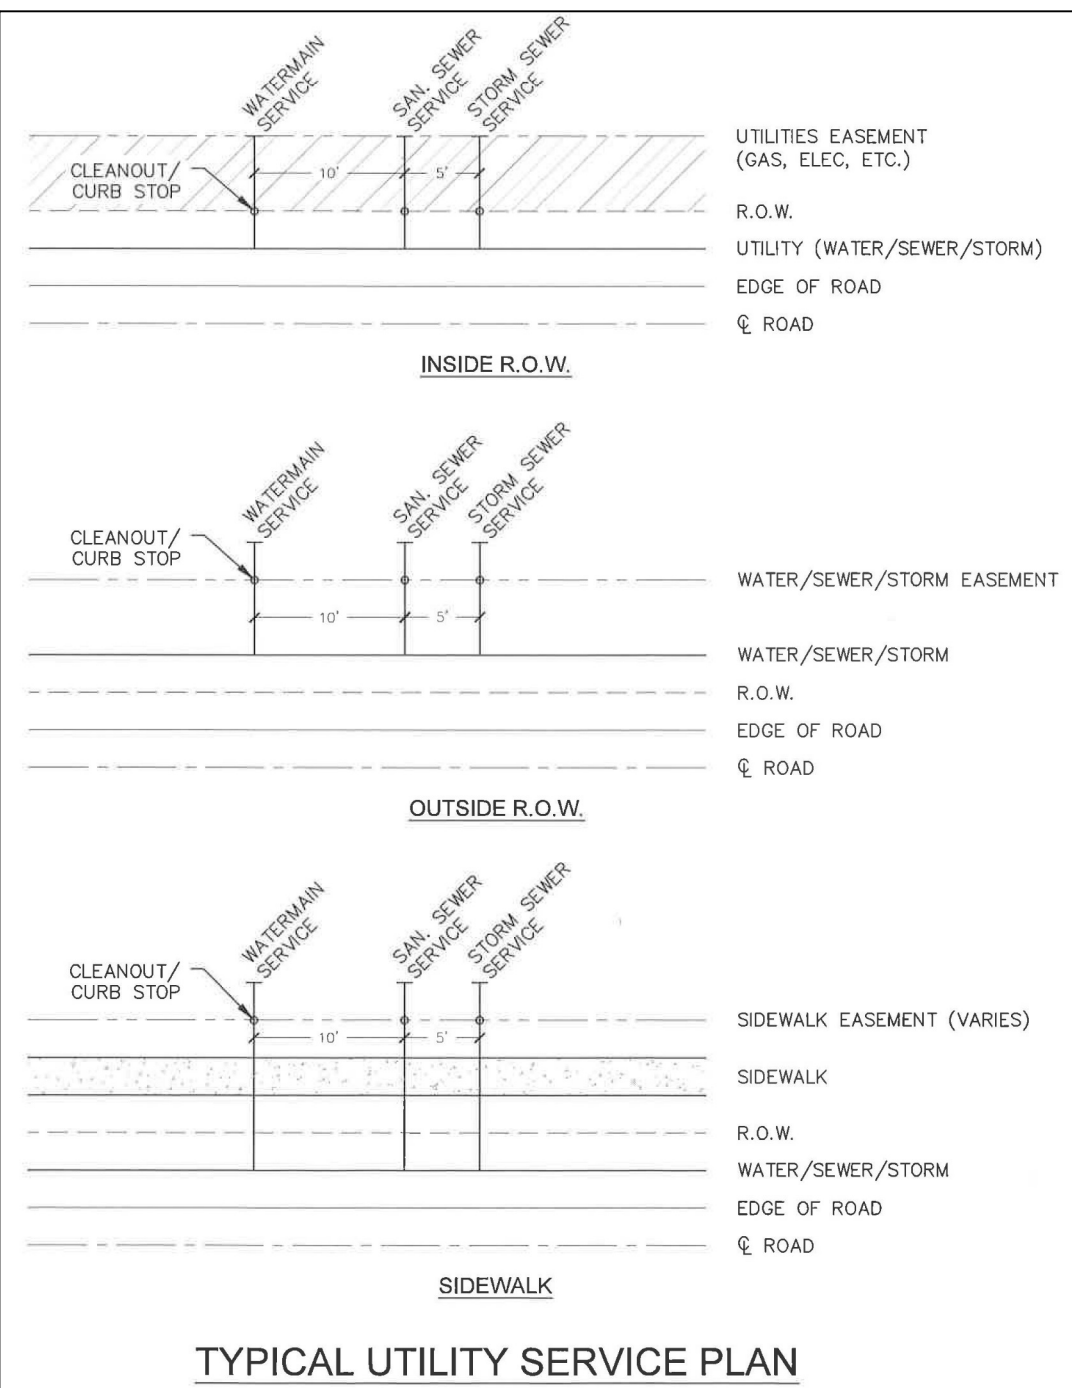 WATERMAIN
SERVICE
SAN. SEWER
SERVICE
STORM SEWER
SERVICE
CLEANOUT/
CURB STOP
10'
5'
UTILITIES EASEMENT
(GAS, ELEC, ETC.)
R.O.W.
UTILITY (WATER/SEWER/STORM)
EDGE OF ROAD
℄ ROAD
INSIDE R.O.W.
WATERMAIN
SERVICE
SAN. SEWER
SERVICE
STORM SEWER
SERVICE
CLEANOUT/
CURB STOP
10'
5'
WATER/SEWER/STORM EASEMENT
WATER/SEWER/STORM
R.O.W.
EDGE OF ROAD
℄ ROAD
OUTSIDE R.O.W.
WATERMAIN
SERVICE
SAN. SEWER
SERVICE
STORM SEWER
SERVICE
CLEANOUT/
CURB STOP
10'
5'
SIDEWALK EASEMENT (VARIES)
SIDEWALK
R.O.W.
WATER/SEWER/STORM
EDGE OF ROAD
℄ ROAD
SIDEWALK
TYPICAL UTILITY SERVICE PLAN